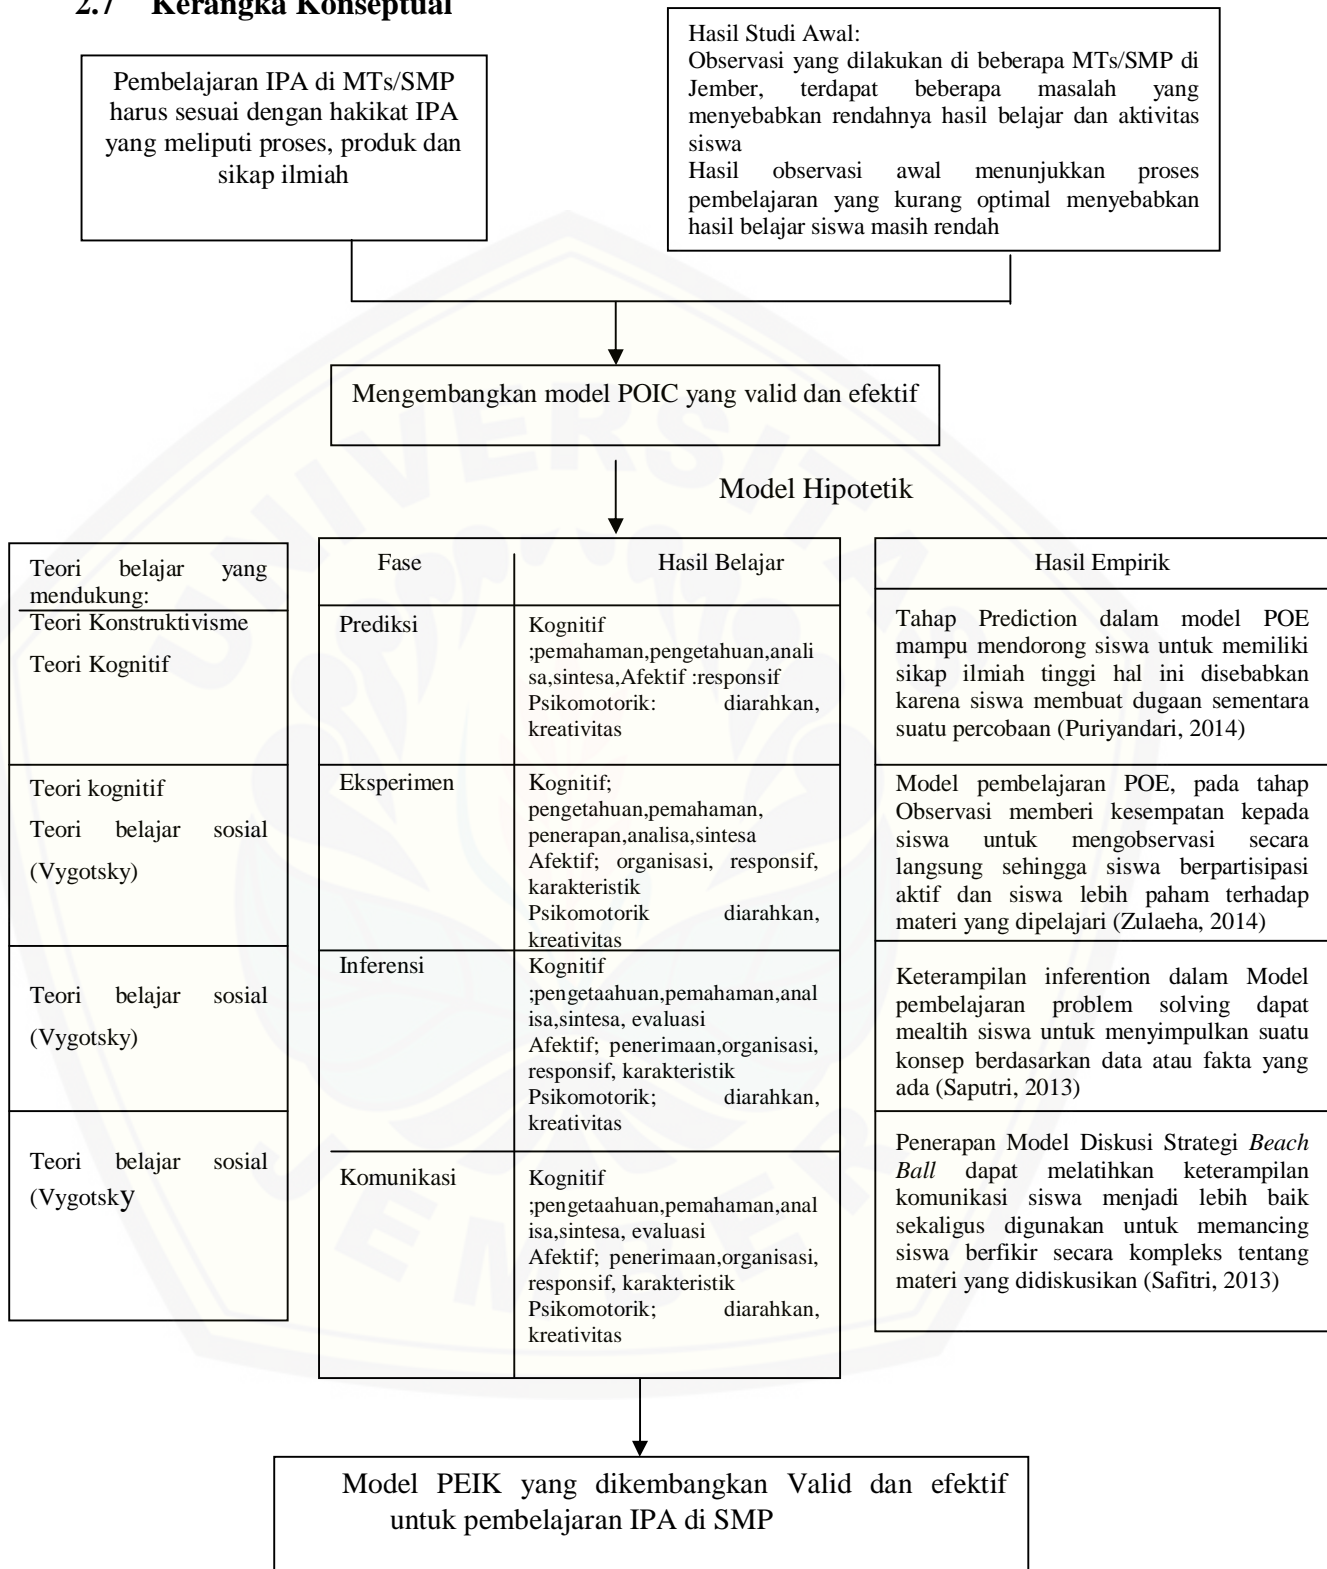 2.7 Kerangka Konseptual
Pembelajaran IPA di MTs/SMP
harus sesuai dengan hakikat IPA
yang meliputi proses, produk dan
sikap ilmiah
Hasil Studi Awal:
Observasi yang dilakukan di beberapa MTs/SMP di
Jember, terdapat beberapa masalah yang
menyebabkan rendahnya hasil belajar dan aktivitas
siswa
Hasil observasi awal menunjukkan proses
pembelajaran yang kurang optimal menyebabkan
hasil belajar siswa masih rendah
Mengembangkan model POIC yang valid dan efektif
Model Hipotetik
Teori belajar yang
mendukung:
Teori Konstruktivisme
Teori Kognitif
Teori kognitif
Teori belajar sosial
(Vygotsky)
Teori belajar sosial
(Vygotsky)
Teori belajar sosial
(Vygotsky
Fase Hasil Belajar
Prediksi
Kognitif
;pemahaman,pengetahuan,anali
sa,sintesa,Afektif :responsif
Psikomotorik: diarahkan,
kreativitas
Eksperimen
Kognitif;
pengetahuan,pemahaman,
penerapan,analisa,sintesa
Afektif; organisasi, responsif,
karakteristik
Psikomotorik diarahkan,
kreativitas
Inferensi
Kognitif
;pengetaahuan,pemahaman,anal
isa,sintesa, evaluasi
Afektif; penerimaan,organisasi,
responsif, karakteristik
Psikomotorik; diarahkan,
kreativitas
Komunikasi
Kognitif
;pengetaahuan,pemahaman,anal
isa,sintesa, evaluasi
Afektif; penerimaan,organisasi,
responsif, karakteristik
Psikomotorik; diarahkan,
kreativitas
Hasil Empirik
Tahap Prediction dalam model POE
mampu mendorong siswa untuk memiliki
sikap ilmiah tinggi hal ini disebabkan
karena siswa membuat dugaan sementara
suatu percobaan (Puriyandari, 2014)
Model pembelajaran POE, pada tahap
Observasi memberi kesempatan kepada
siswa untuk mengobservasi secara
langsung sehingga siswa berpartisipasi
aktif dan siswa lebih paham terhadap
materi yang dipelajari (Zulaeha, 2014)
Keterampilan inferention dalam Model
pembelajaran problem solving dapat
mealtih siswa untuk menyimpulkan suatu
konsep berdasarkan data atau fakta yang
ada (Saputri, 2013)
Penerapan Model Diskusi Strategi Beach
Ball dapat melatihkan keterampilan
komunikasi siswa menjadi lebih baik
sekaligus digunakan untuk memancing
siswa berfikir secara kompleks tentang
materi yang didiskusikan (Safitri, 2013)
Model PEIK yang dikembangkan Valid dan efektif
untuk pembelajaran IPA di SMP
UNIVERSITAS
JEMBER